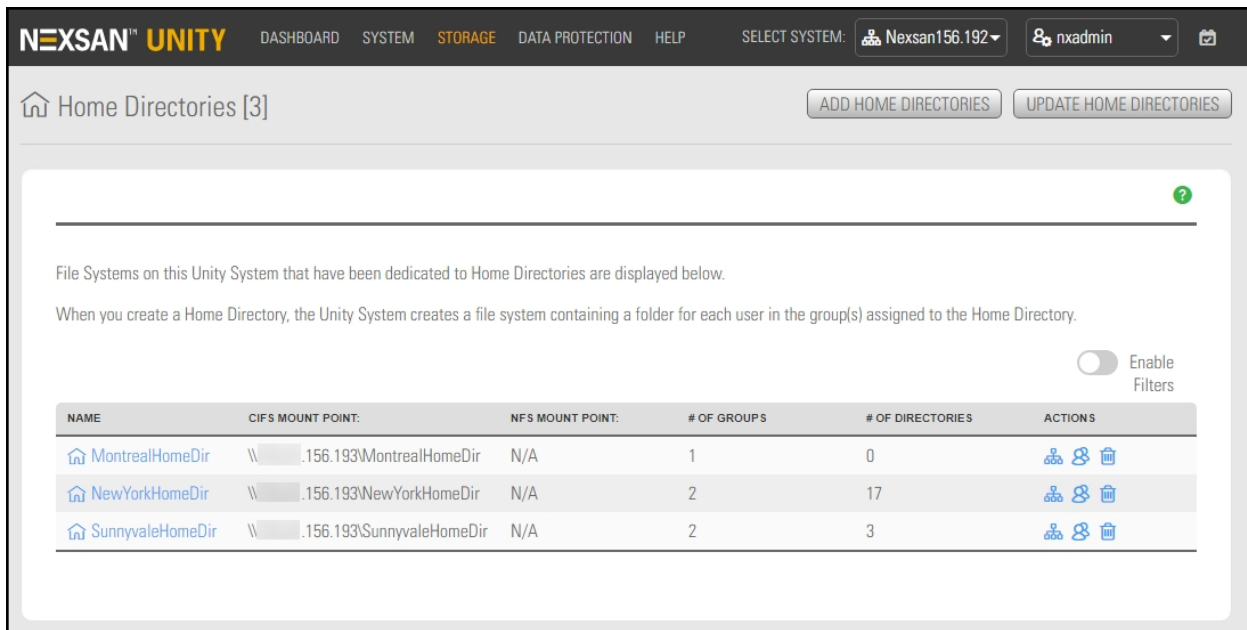 NEXSAN™ UNITY DASHBOARD SYSTEM STORAGE DATA PROTECTION HELP SELECT SYSTEM: Nexsan156.192 nxadmin
Home Directories [3] ADD HOME DIRECTORIES UPDATE HOME DIRECTORIES
?
File Systems on this Unity System that have been dedicated to Home Directories are displayed below.
When you create a Home Directory, the Unity System creates a file system containing a folder for each user in the group(s) assigned to the Home Directory.
Enable
Filters
NAME CIFS MOUNT POINT: NFS MOUNT POINT: # OF GROUPS # OF DIRECTORIES ACTIONS
MontrealHomeDir \\ .156.193\MontrealHomeDir N/A 1 0
NewYorkHomeDir \\ .156.193\NewYorkHomeDir N/A 2 17
SunnyvaleHomeDir \\ .156.193\SunnyvaleHomeDir N/A 2 3